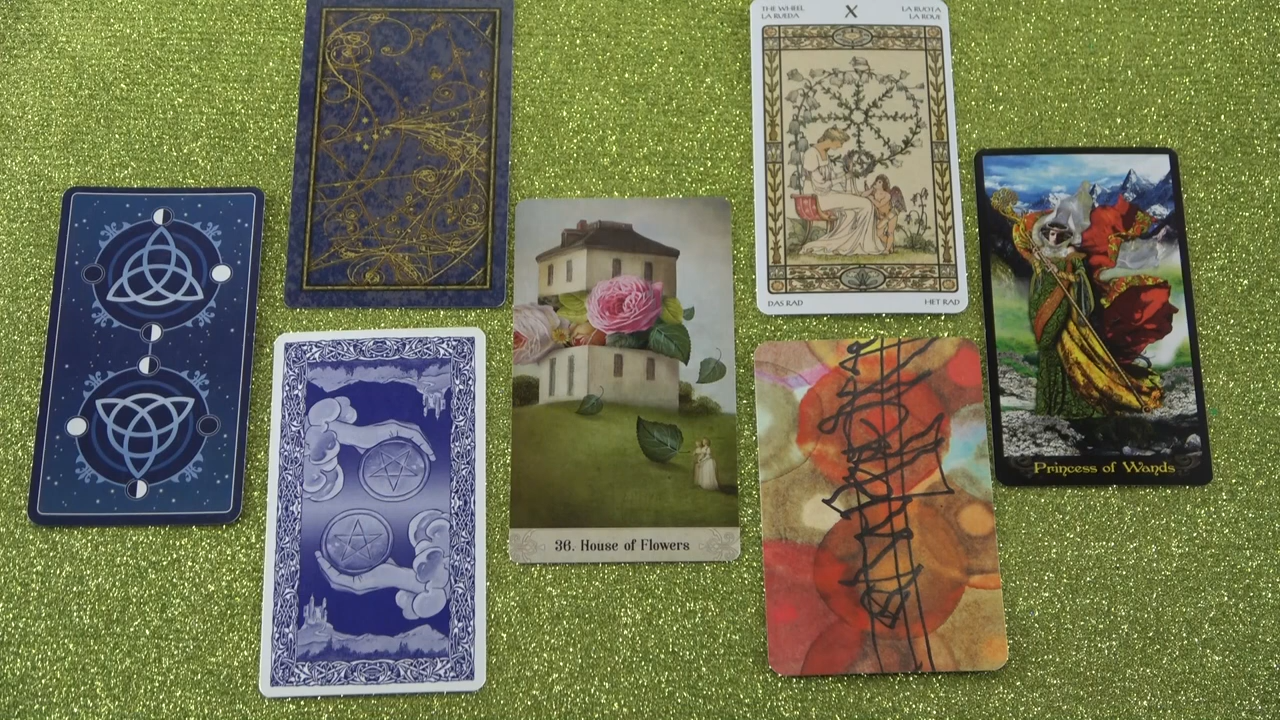 THE WHEEL
LA RUEDA
X
LA RUOTA
LA ROUE
DAS RAD
HET RAD
36. House of Flowers
Princess of Wands